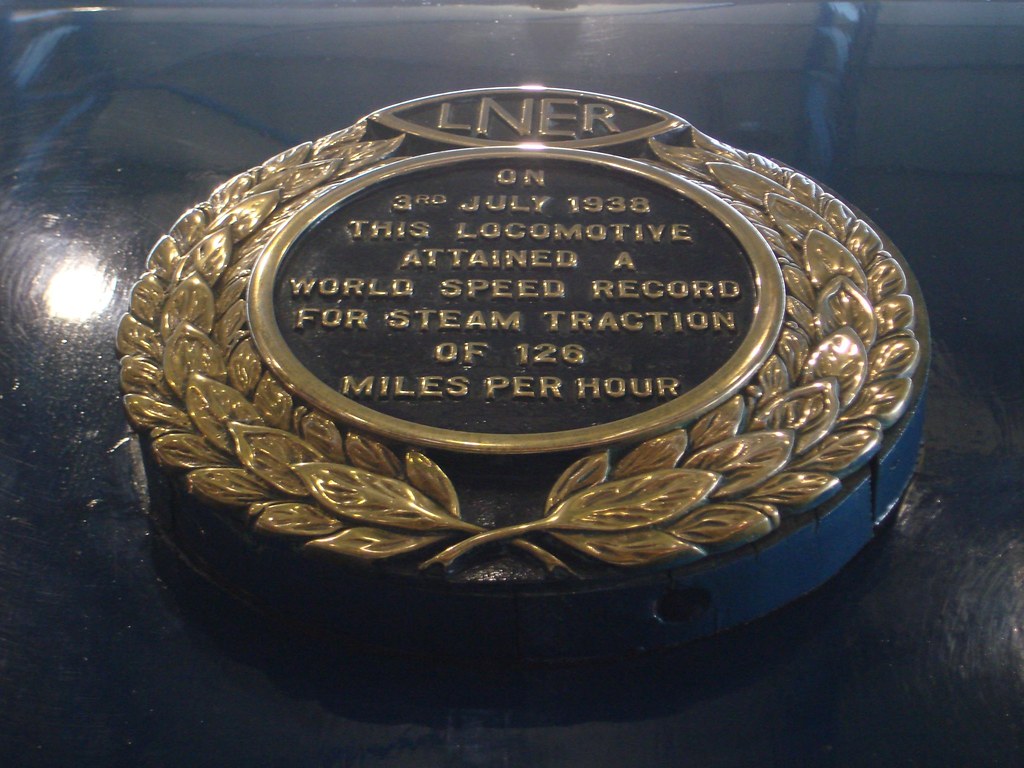 LNER
ON
3RD JULY 1938
THIS LOCOMOTIVE
ATTAINED A
WORLD SPEED RECORD
FOR STEAM TRACTION
OF 126
MILES PER HOUR